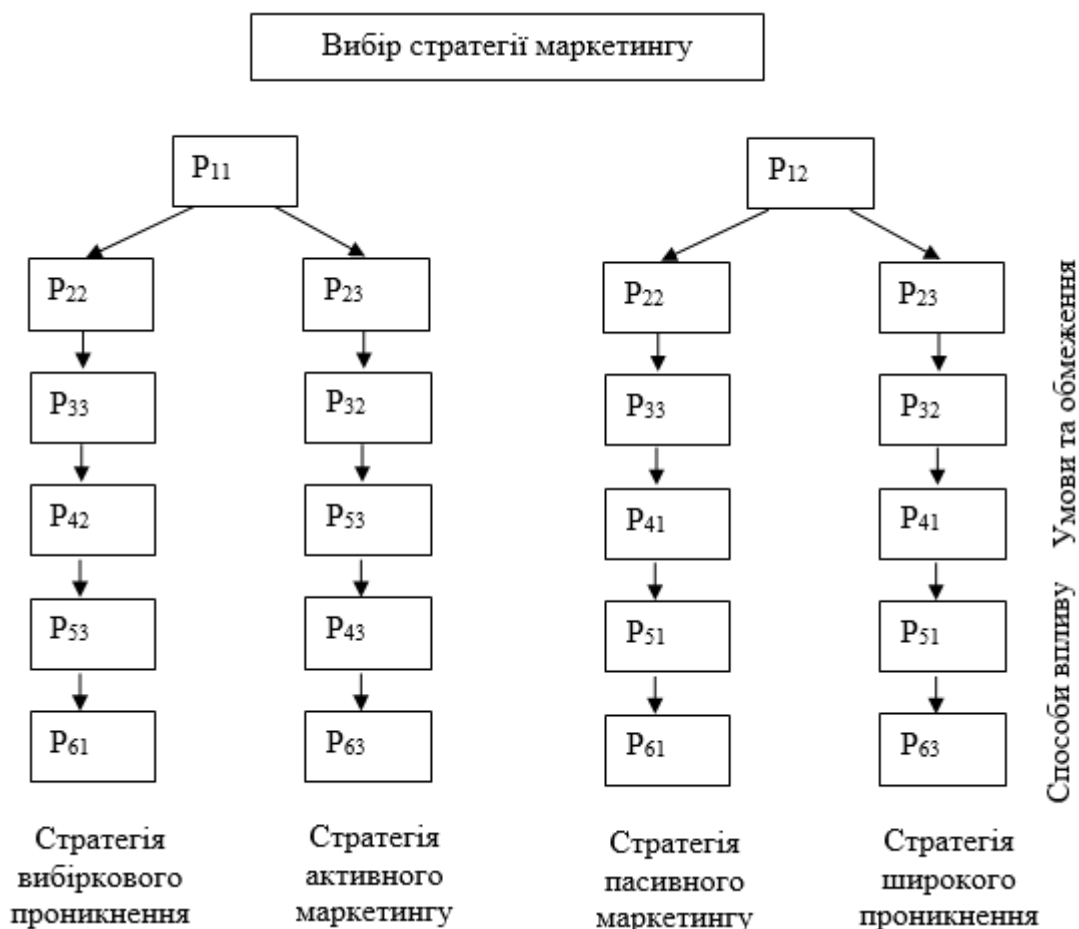 Вибір стратегії маркетингу
P11
P12
P22
P23
P22
P23
P33
P32
P33
P32
P42
P53
P41
P41
P53
P43
P51
P51
P61
P63
P61
P63
Умови та обмеження
Способи впливу
Стратегія
вибіркового
проникнення
Стратегія
активного
маркетингу
Стратегія
пасивного
маркетингу
Стратегія
широкого
проникнення